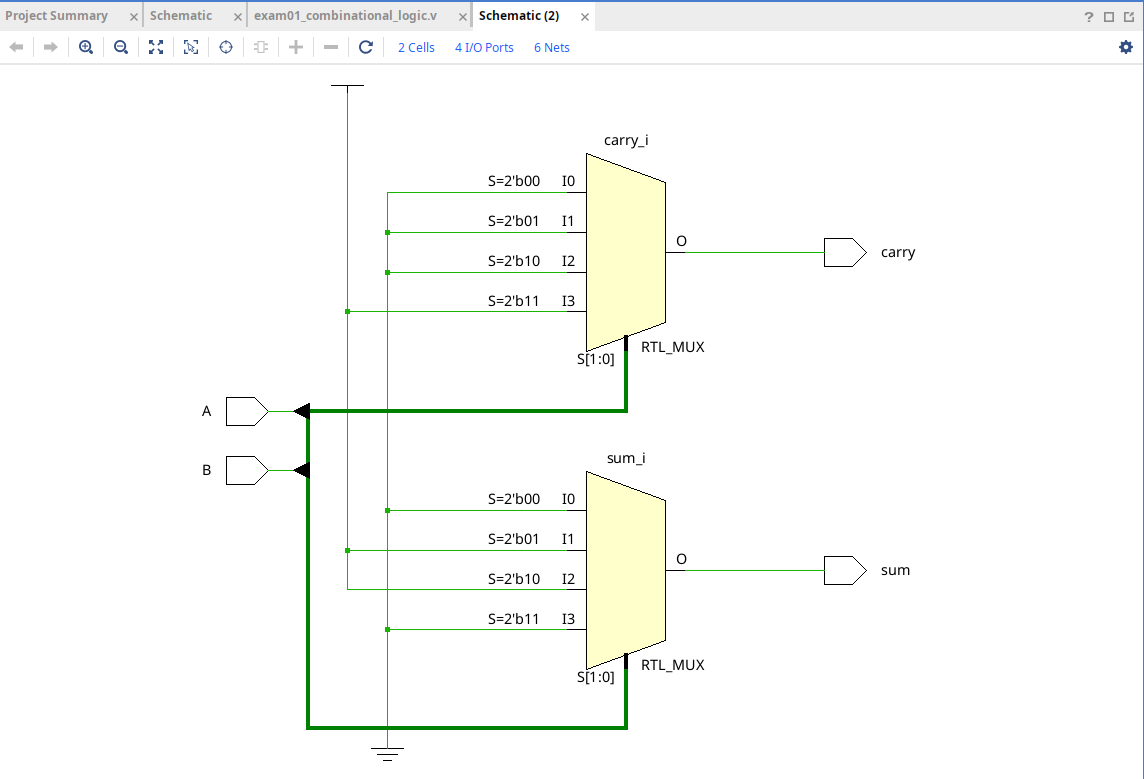 Project Summary × Schematic × exam01_combinational_logic.v × Schematic (2) ×
2 Cells 4 I/O Ports 6 Nets
carry_i
S=2'b00 I0
S=2'b01 I1
O
carry
S=2'b10 I2
S=2'b11 I3
RTL_MUX
S[1:0]
A
B
sum_i
S=2'b00 I0
S=2'b01 I1
O
sum
S=2'b10 I2
S=2'b11 I3
RTL_MUX
S[1:0]